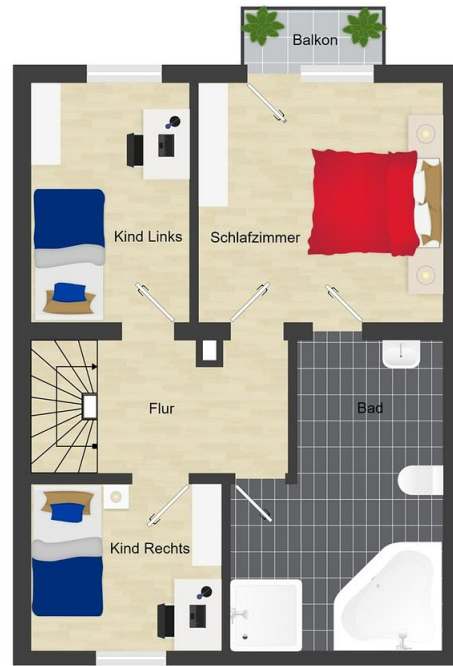 Balkon
Kind Links
Schlafzimmer
Flur
Bad
Kind Rechts